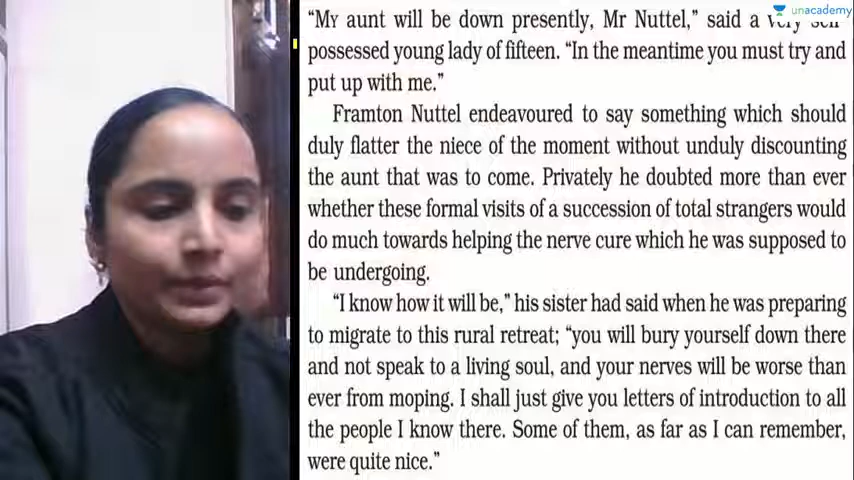 unacademy
“MY aunt will be down presently, Mr Nuttel,” said a very self
possessed young lady of fifteen. “In the meantime you must try and
put up with me.”
Framton Nuttel endeavoured to say something which should
duly flatter the niece of the moment without unduly discounting
the aunt that was to come. Privately he doubted more than ever
whether these formal visits of a succession of total strangers would
do much towards helping the nerve cure which he was supposed to
be undergoing.
“I know how it will be,” his sister had said when he was preparing
to migrate to this rural retreat; “you will bury yourself down there
and not speak to a living soul, and your nerves will be worse than
ever from moping. I shall just give you letters of introduction to all
the people I know there. Some of them, as far as I can remember,
were quite nice.”